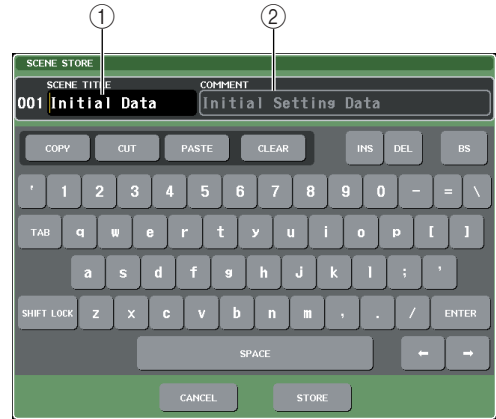 ① ②
SCENE STORE
SCENE TITLE COMMENT
001 Initial Data Initial Setting Data
COPY CUT PASTE CLEAR INS DEL BS
' 1 2 3 4 5 6 7 8 9 0 - = \
TAB q w e r t y u i o p [ ]
a s d f g h j k l ; '
SHIFT LOCK z x c v b n m , . / ENTER
SPACE ← →
CANCEL STORE